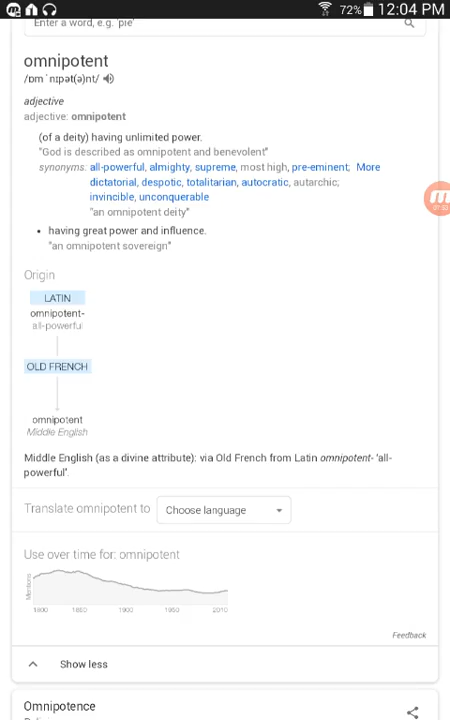 72% 12:04 PM
Enter a word, e.g. 'pie'
omnipotent
/ɒmˈnɪpət(ə)nt/
adjective
adjective: omnipotent
(of a deity) having unlimited power.
"God is described as omnipotent and benevolent"
synonyms: all-powerful, almighty, supreme, most high, pre-eminent; More
dictatorial, despotic, totalitarian, autocratic, autarchic;
invincible, unconquerable
"an omnipotent deity"
• having great power and influence.
"an omnipotent sovereign"
Origin
LATIN
omnipotent-
all-powerful
OLD FRENCH
omnipotent
Middle English
Middle English (as a divine attribute): via Old French from Latin omnipotent- 'all-
powerful'.
Translate omnipotent to Choose language
Use over time for: omnipotent
Mentions
1800 1850 1900 1950 2010
Feedback
Show less
Omnipotence